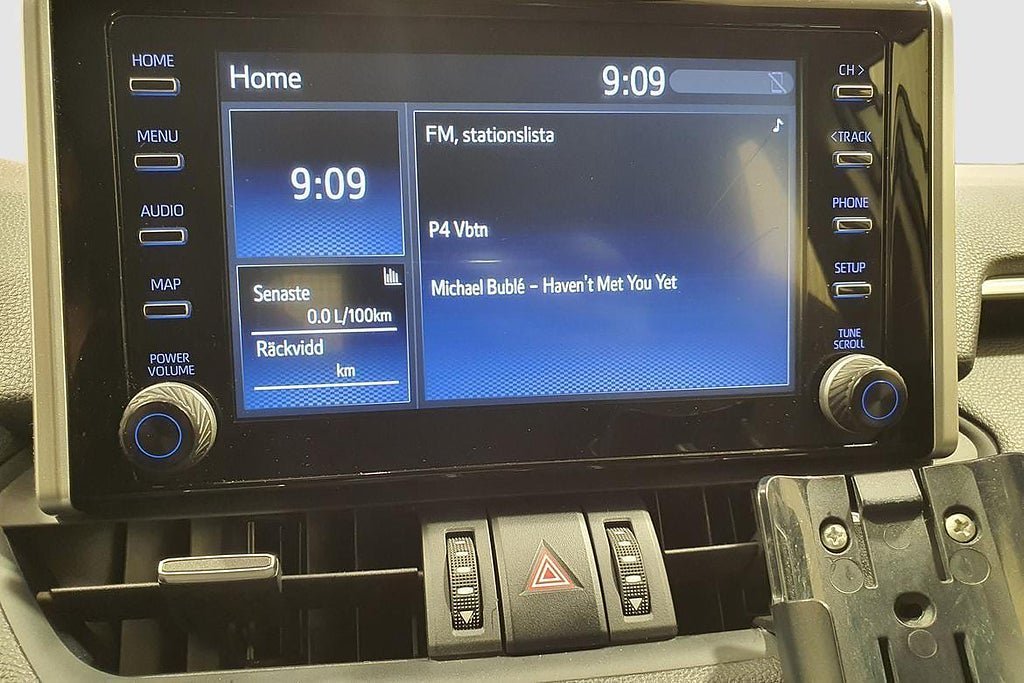 HOME
MENU
AUDIO
MAP
POWER
VOLUME
Home
9:09
9:09
Senaste
0.0 L/100km
Räckvidd
km
FM, stationslista
P4 Vbtn
Michael Bublé – Haven't Met You Yet
CH >
< TRACK
PHONE
SETUP
TUNE
SCROLL